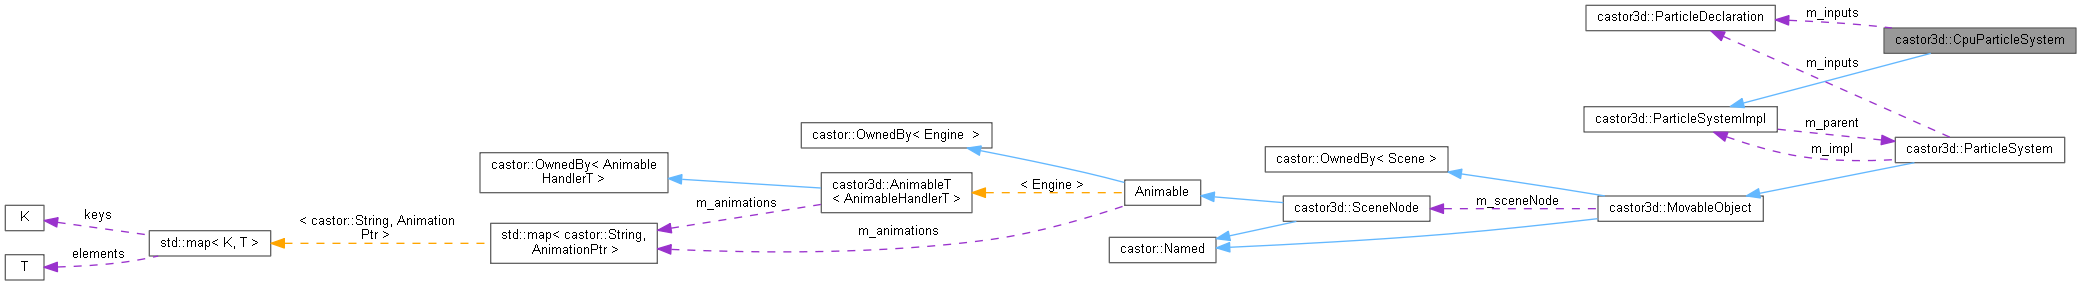 castor3d::ParticleDeclaration
m_inputs
castor3d::CpuParticleSystem
m_inputs
castor3d::ParticleSystemImpl
m_parent
m_impl
castor3d::ParticleSystem
castor::OwnedBy< Engine  >
castor::OwnedBy< Scene >
castor::OwnedBy< Animable
HandlerT >
castor3d::AnimableT
< AnimableHandlerT >
< Engine >
Animable
m_animations
m_animations
castor3d::SceneNode
m_sceneNode
castor3d::MovableObject
castor::Named
K
keys
T
elements
std::map< K, T >
< castor::String, Animation
Ptr >
std::map< castor::String,
AnimationPtr >